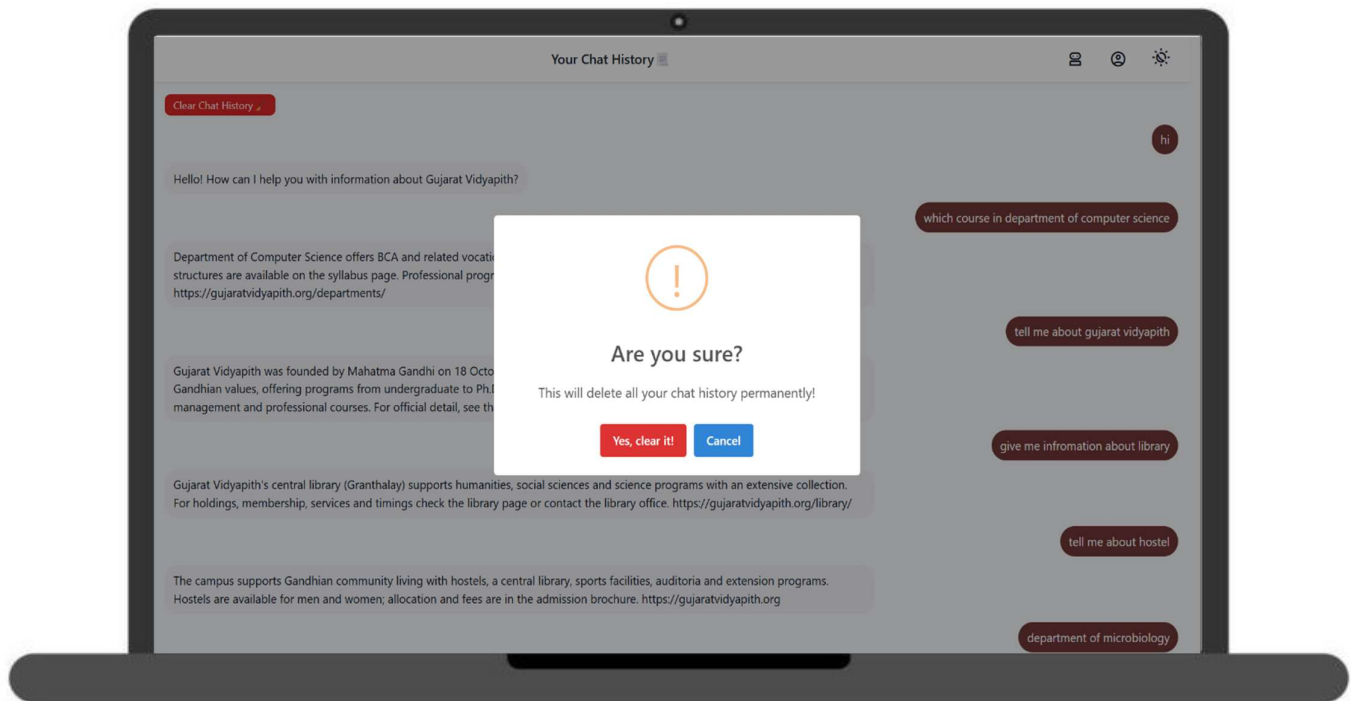 Your Chat History
Clear Chat History
hi
Hello! How can I help you with information about Gujarat Vidyapith?
which course in department of computer science
Department of Computer Science offers BCA and related
structures are available on the syllabus page. Professional
https://gujaratvidyapith.org/departments/
tell me about gujarat vidyapith
Gujarat Vidyapith was founded by Mahatma Gandhi on 18
Gandhian values, offering programs from undergraduate to
management and professional courses. For official detail, see
!
Are you sure?
This will delete all your chat history permanently!
Yes, clear it!
Cancel
give me infromation about library
Gujarat Vidyapith's central library (Granthalay) supports humanities, social sciences and science programs with an extensive collection.
For holdings, membership, services and timings check the library page or contact the library office. https://gujaratvidyapith.org/library/
tell me about hostel
The campus supports Gandhian community living with hostels, a central library, sports facilities, auditoria and extension programs.
Hostels are available for men and women; allocation and fees are in the admission brochure. https://gujaratvidyapith.org
department of microbiology